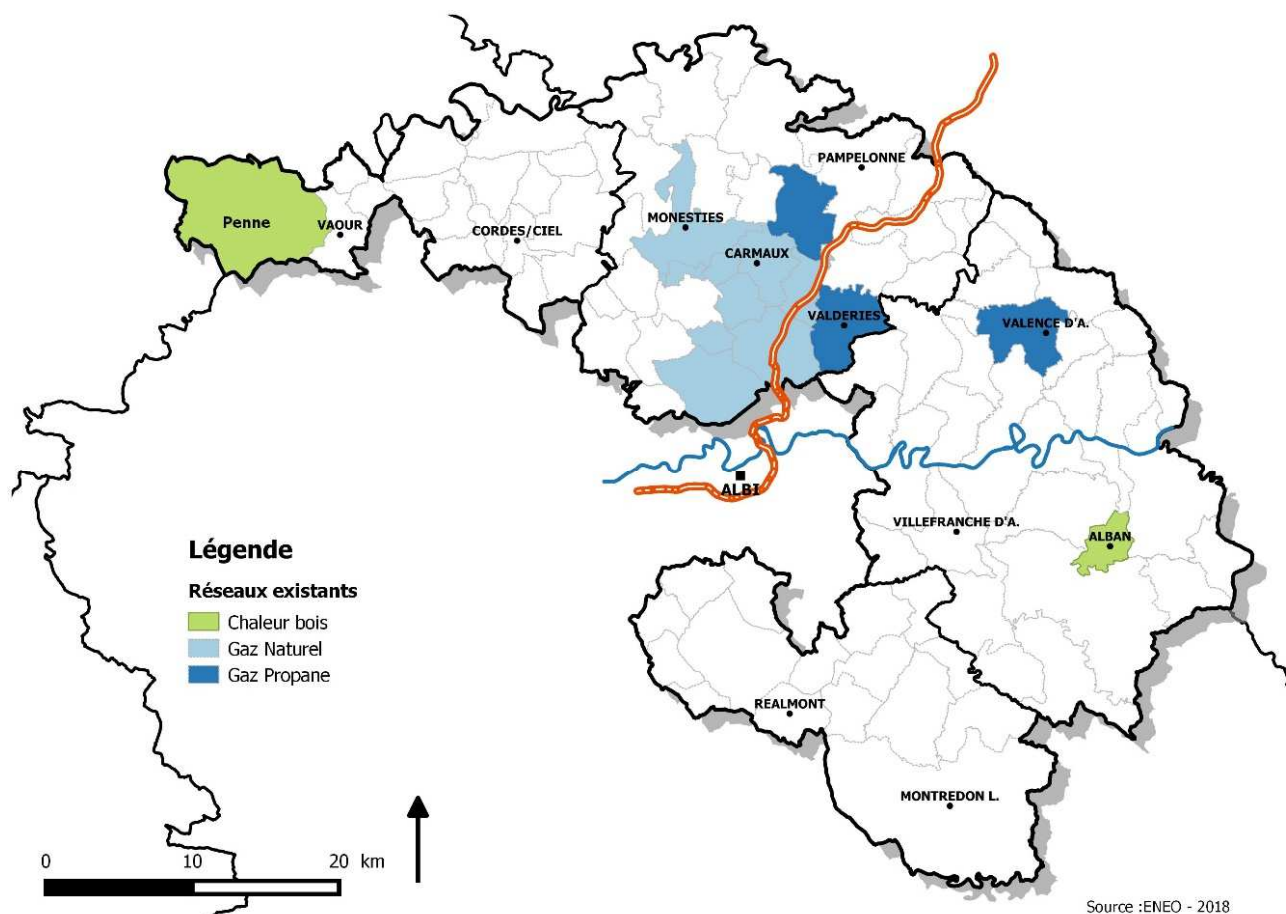 PAMPELONNE
Penne
VAOUR
CORDES/CIEL
MONESTIES
CARMAUX
VALDERIES
VALENCE D'A.
ALBI
VILLEFRANCHE D'A.
ALBAN
Légende
Réseaux existants
Chaleur bois
Gaz Naturel
Gaz Propane
REALMONT
MONTREDON L.
0 10 20 km
Source :ENEO - 2018